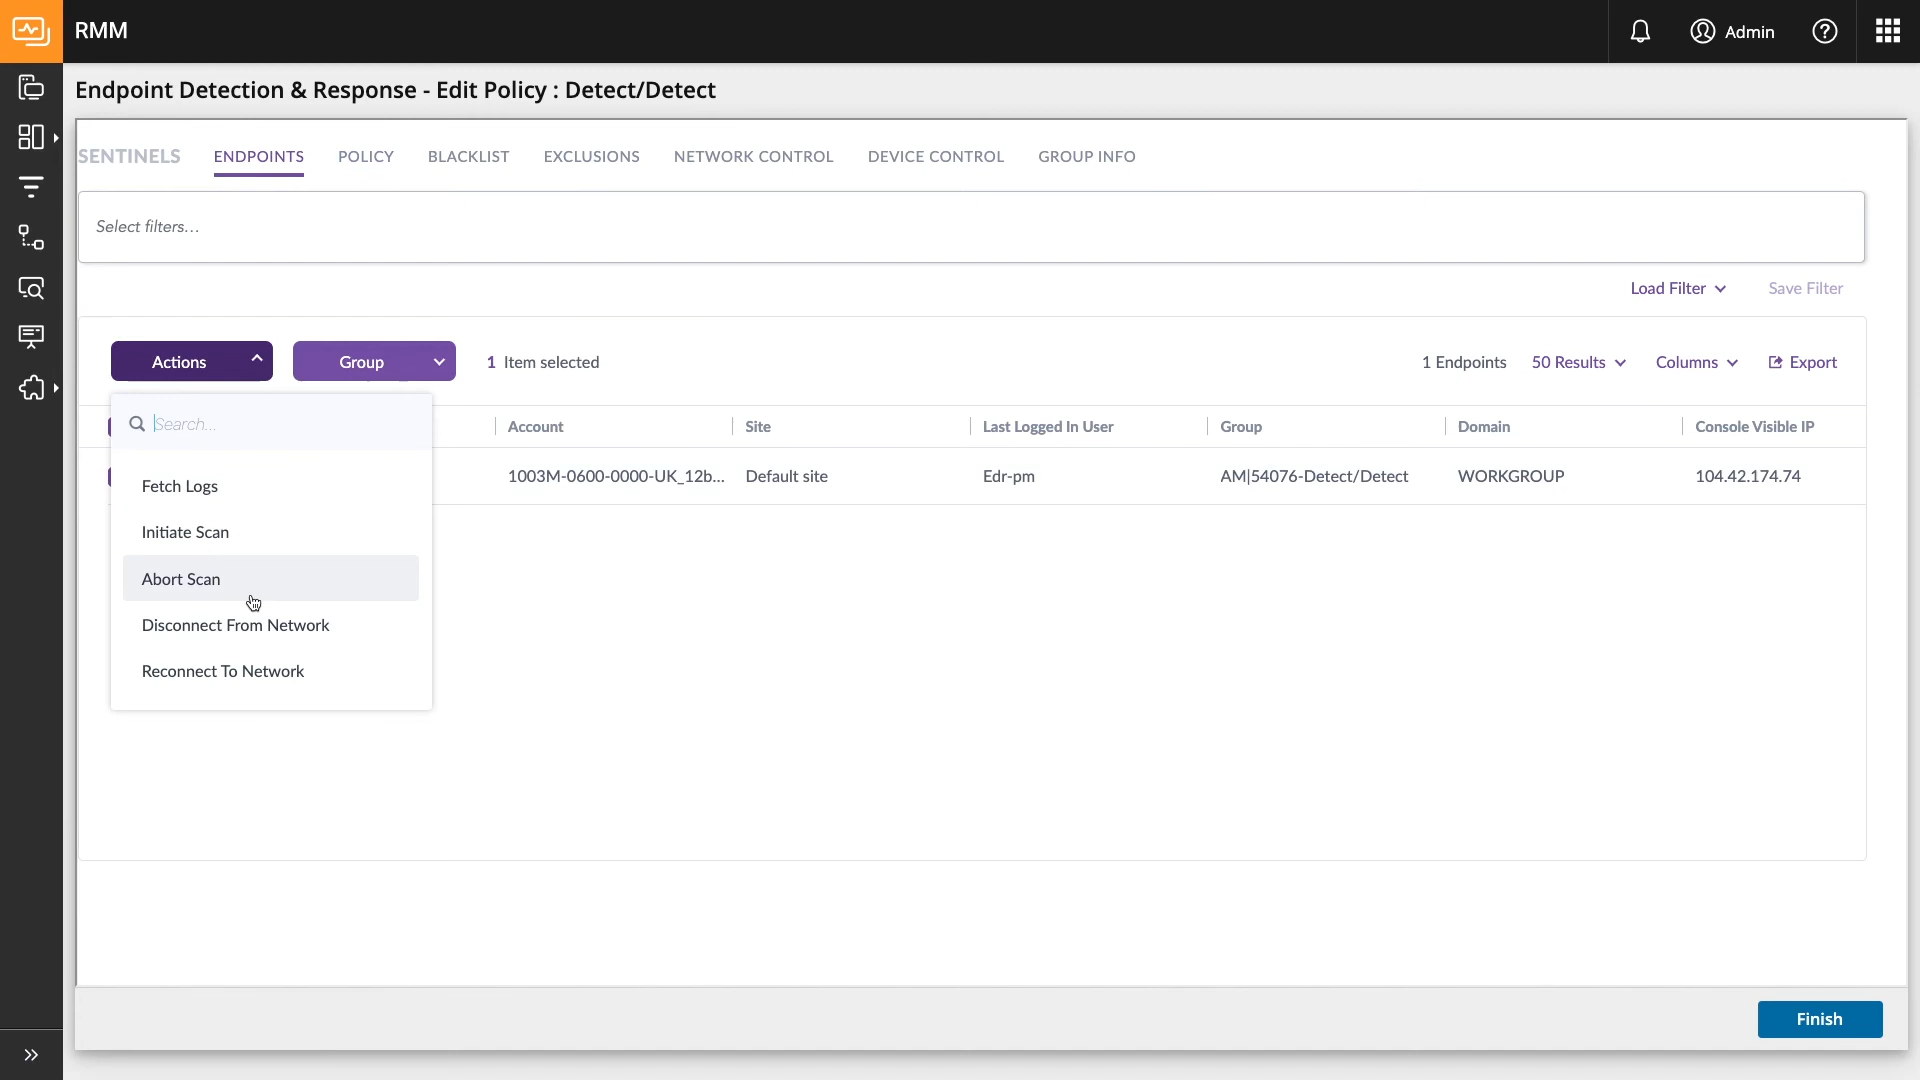 RMM
Admin
Endpoint Detection & Response - Edit Policy : Detect/Detect
SENTINELS ENDPOINTS POLICY BLACKLIST EXCLUSIONS NETWORK CONTROL DEVICE CONTROL GROUP INFO
Select filters...
Load Filter Save Filter
Actions Group 1 Item selected 1 Endpoints 50 Results Columns Export
Search...
Account Site Last Logged In User Group Domain Console Visible IP
1003M-0600-0000-UK_12b... Default site Edr-pm AM|54076-Detect/Detect WORKGROUP 104.42.174.74
Fetch Logs
Initiate Scan
Abort Scan
Disconnect From Network
Reconnect To Network
Finish